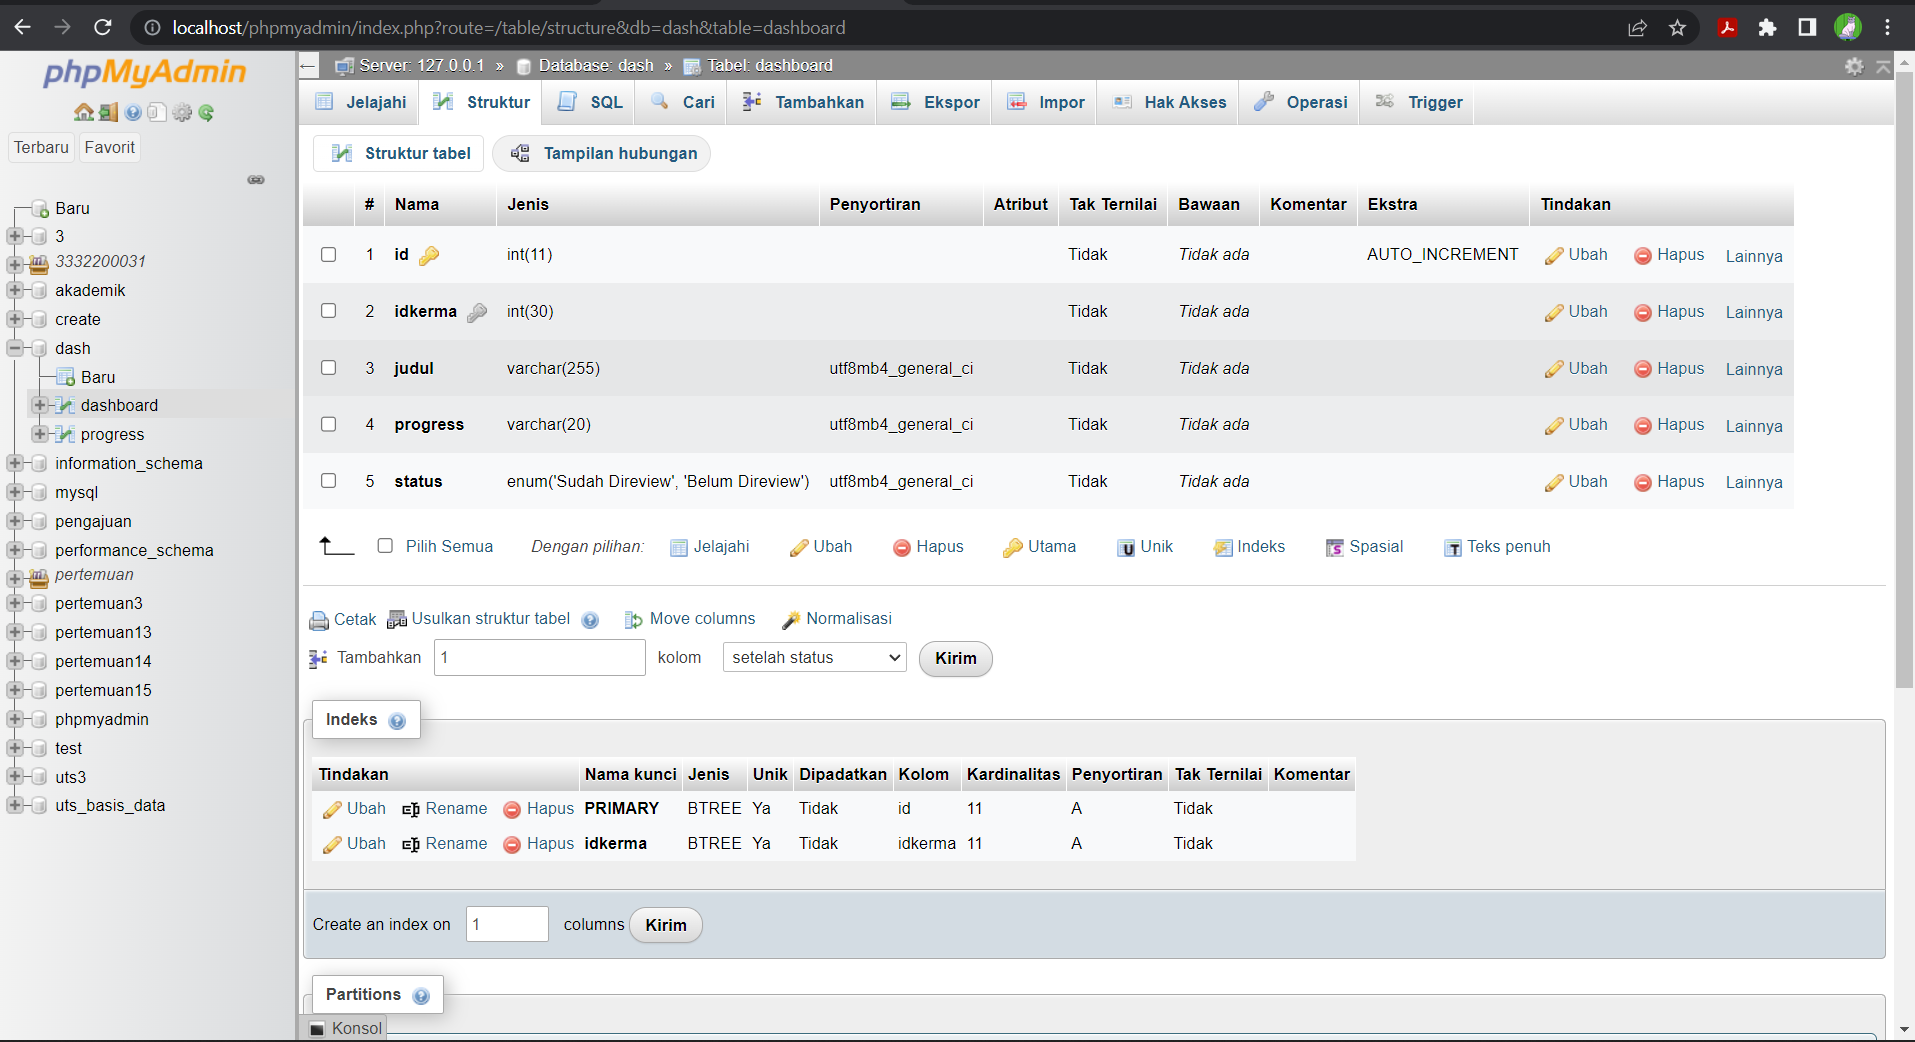 localhost/phpmyadmin/index.php?route=/table/structure&db=dash&table=dashboard
phpMyAdmin
Terbaru Favorit
Baru
3
3332200031
akademik
create
dash
Baru
dashboard
progress
information_schema
mysql
pengajuan
performance_schema
pertemuan
pertemuan3
pertemuan13
pertemuan14
pertemuan15
phpmyadmin
test
uts3
uts_basis_data
← Server: 127.0.0.1 » Database: dash » Tabel: dashboard
Jelajahi Struktur SQL Cari Tambahkan Ekspor Impor Hak Akses Operasi Trigger
Struktur tabel Tampilan hubungan
# Nama Jenis Penyortiran Atribut Tak Ternilai Bawaan Komentar Ekstra Tindakan
1 id int(11) Tidak Tidak ada AUTO_INCREMENT Ubah Hapus Lainnya
2 idkerma int(30) Tidak Tidak ada Ubah Hapus Lainnya
3 judul varchar(255) utf8mb4_general_ci Tidak Tidak ada Ubah Hapus Lainnya
4 progress varchar(20) utf8mb4_general_ci Tidak Tidak ada Ubah Hapus Lainnya
5 status enum('Sudah Direview', 'Belum Direview') utf8mb4_general_ci Tidak Tidak ada Ubah Hapus Lainnya
Pilih Semua Dengan pilihan: Jelajahi Ubah Hapus Utama Unik Indeks Spasial Teks penuh
Cetak Usulkan struktur tabel Move columns Normalisasi
Tambahkan 1 kolom setelah status Kirim
Indeks
Tindakan Nama kunci Jenis Unik Dipadatkan Kolom Kardinalitas Penyortiran Tak Ternilai Komentar
Ubah Rename Hapus PRIMARY BTREE Ya Tidak id 11 A Tidak
Ubah Rename Hapus idkerma BTREE Ya Tidak idkerma 11 A Tidak
Create an index on 1 columns Kirim
Partitions
Konsol